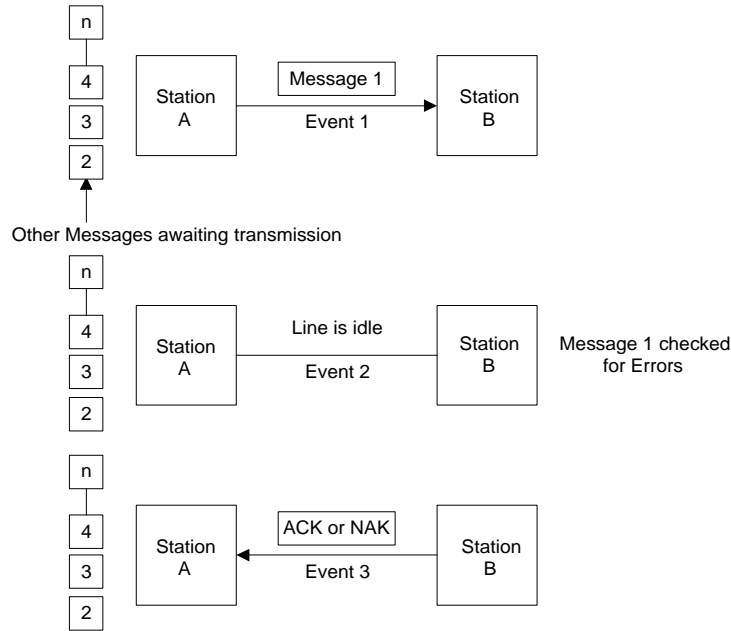 n
4
3
2
Station
A
Message 1
Event 1
Station
B
Other Messages awaiting transmission
n
4
3
2
Station
A
Line is idle
Event 2
Station
B
Message 1 checked
for Errors
n
4
3
2
Station
A
ACK or NAK
Event 3
Station
B